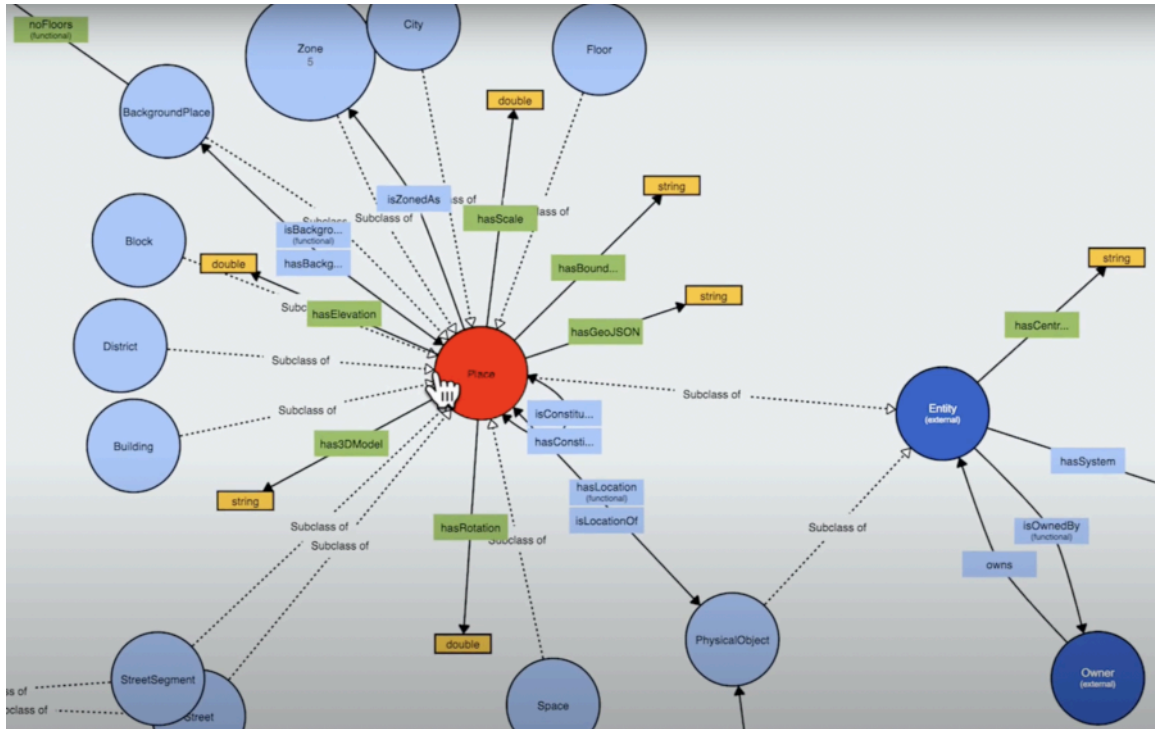 noFloors
(functional)
City
Zone
5
Floor
BackgroundPlace
double
string
isZonedAs
Subclass of
hasScale
isBackgro...
(functional)
hasBackg...
Block
double
hasBound...
string
string
hasElevation
hasGeoJSON
hasCentr...
District
Subclass of
Place
Subclass of
Entity
(external)
Subclass of
isConstitu...
hasConsti...
Building
has3DModel
hasSystem
string
hasLocation
(functional)
isLocationOf
Subclass of
Subclass of
hasRotation
Subclass of
Subclass of
isOwnedBy
(functional)
owns
double
PhysicalObject
StreetSegment
Owner
(external)
Street
Space